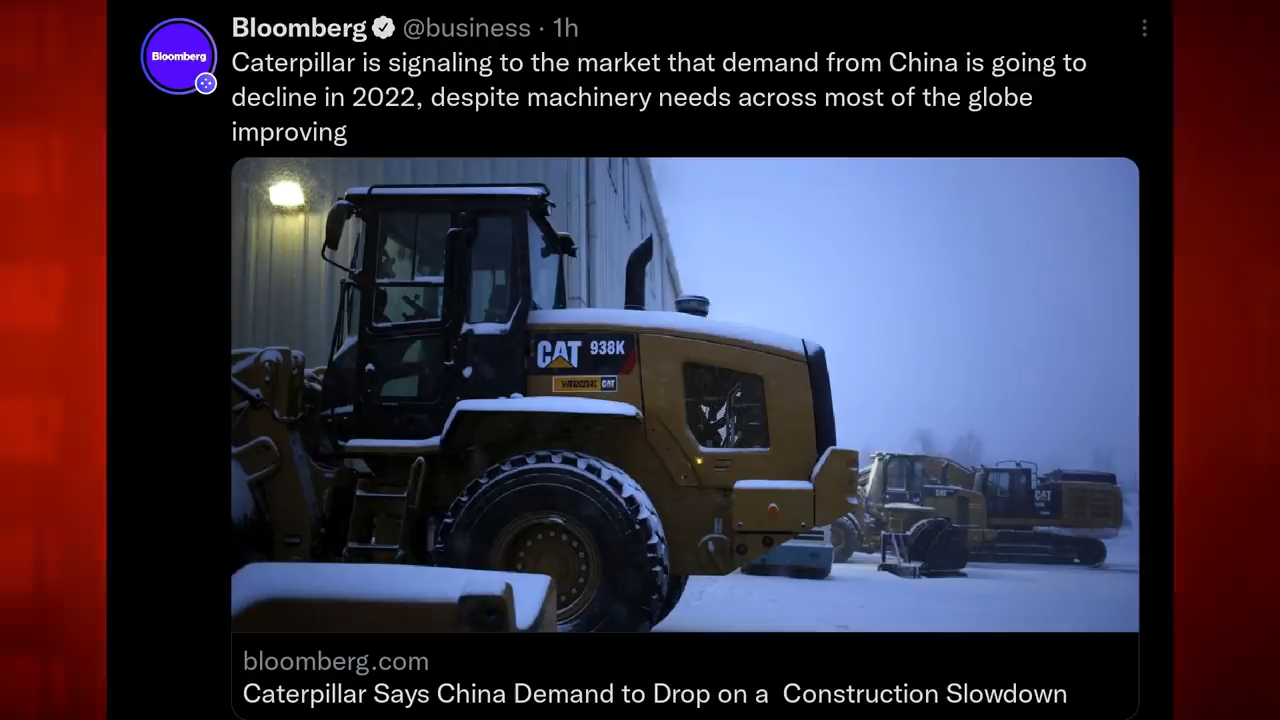 Bloomberg @business · 1h
Bloomberg
Caterpillar is signaling to the market that demand from China is going to
decline in 2022, despite machinery needs across most of the globe
improving
CAT 938K
CAT
CAT
CAT
bloomberg.com
Caterpillar Says China Demand to Drop on a Construction Slowdown